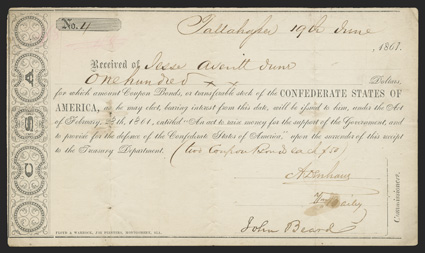 No. 4
Tallahassee 19th June
, 1861.
Received of Jesse Averitt June
One hundred Dollars,
for which amount Coupon Bonds, or transferable stock of the CONFEDERATE STATES OF
AMERICA, as he may elect, bearing interest from this date, will be issued to him, under the Act
of February, 28th, 1861, entitled "An act to raise money for the support of the Government, and
to provide for the defence of the Confederate States of America," upon the surrender of this receipt
to the Treasury Department. (two Coupon Bonds each $50)
Wm Bailey
John Beard
Commissioners.
C S A